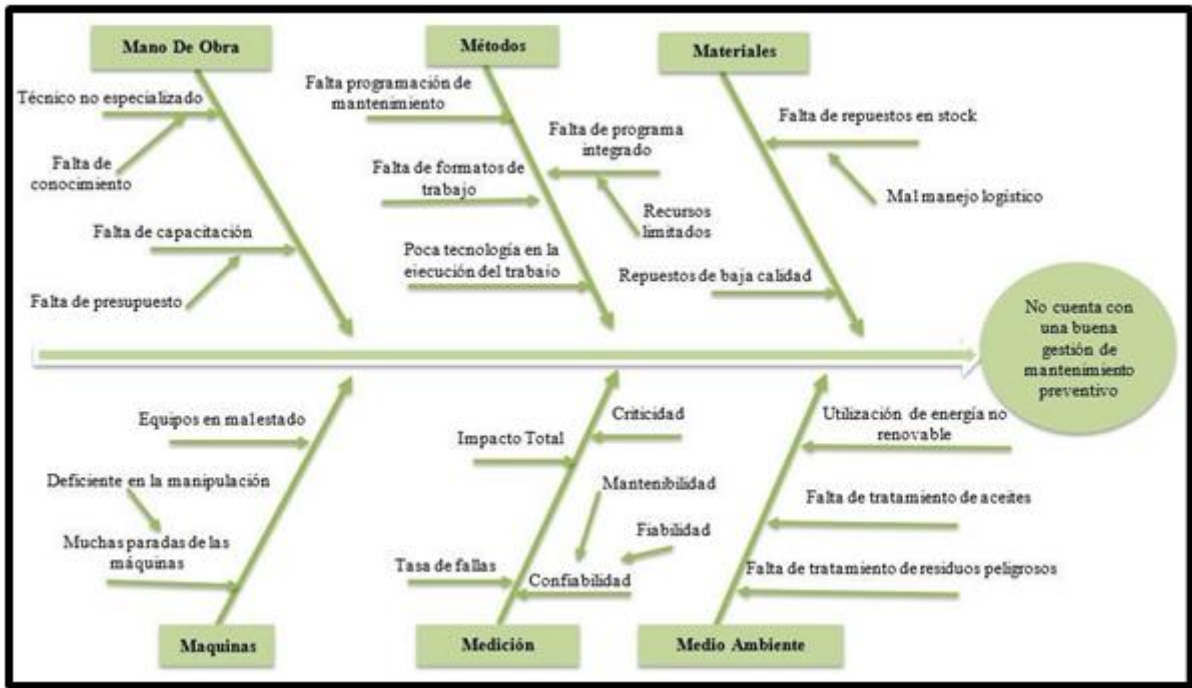 Mano De Obra
Métodos
Materiales
Técnico no especializado
Falta de
conocimiento
Falta de capacitación
Falta de presupuesto
Falta programación de
mantenimiento
Falta de programa
integrado
Falta de formatos de
trabajo
Recursos
limitados
Poca tecnología en la
ejecución del trabajo
Falta de repuestos en stock
Mal manejo logístico
Repuestos de baja calidad
No cuenta con
una buena
gestión de
mantenimiento
preventivo
Equipos en mal estado
Deficiente en la manipulación
Muchas paradas de las
máquinas
Criticidad
Impacto Total
Mantenibilidad
Fiabilidad
Tasa de fallas
Confiabilidad
Utilización de energía no
renovable
Falta de tratamiento de aceites
Falta de tratamiento de residuos peligrosos
Maquinas
Medición
Medio Ambiente